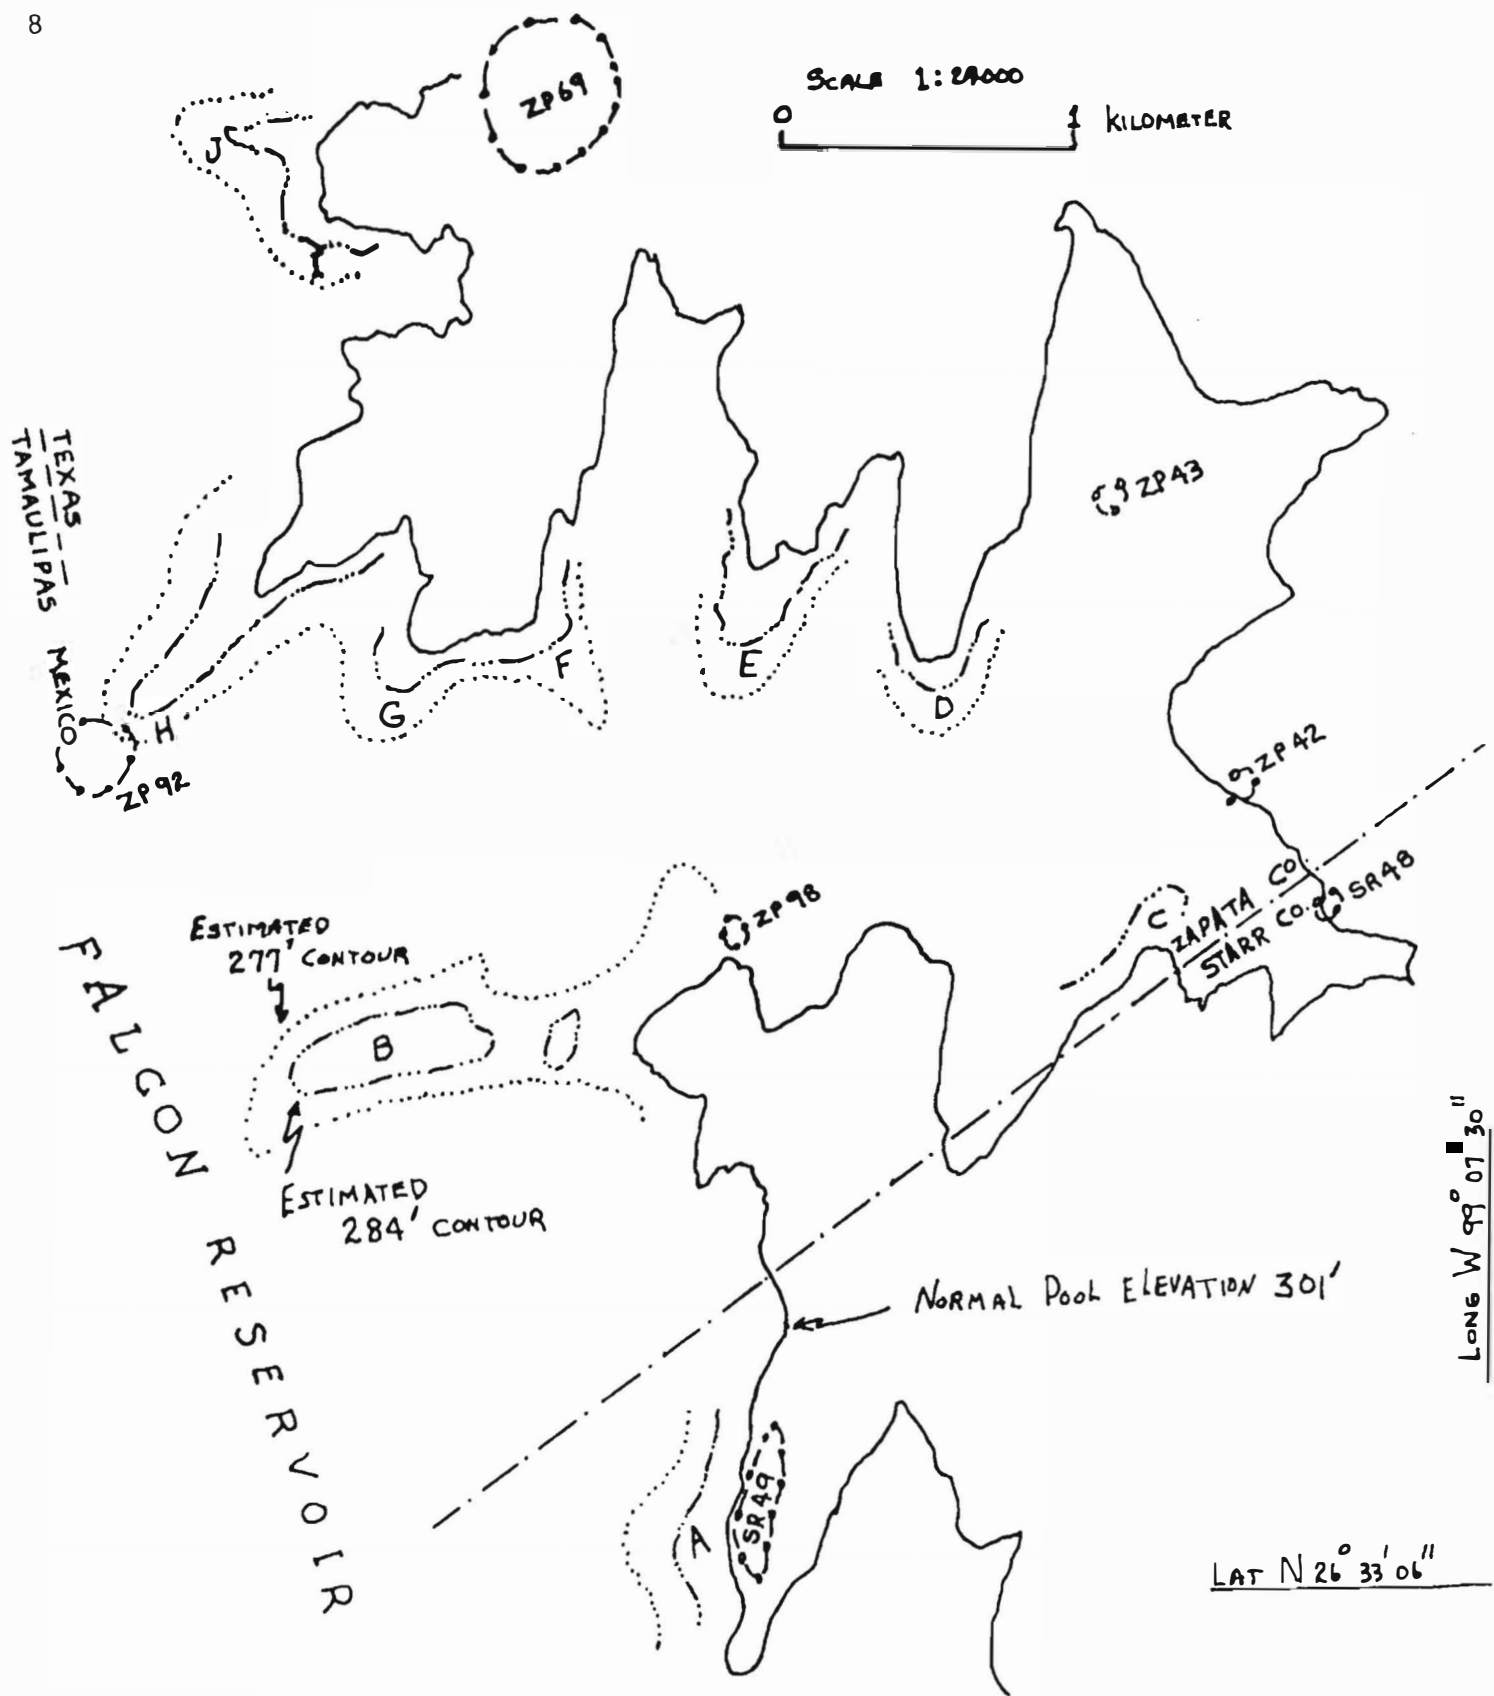 8
ZP69
SCALE 1:24000
0 1 KILOMETER
J
TEXAS
TAMAULIPAS MEXICO
ZP43
E
F
D
G
H
ZP92
ZP42
ZP98
C
ZAPATA CO
STARR CO.
SR48
ESTIMATED
277' CONTOUR
B
FALCON RESERVOIR
ESTIMATED
284' CONTOUR
NORMAL POOL ELEVATION 301'
LONG W 99° 07 30"
A
SR49
LAT N 26° 33' 06"